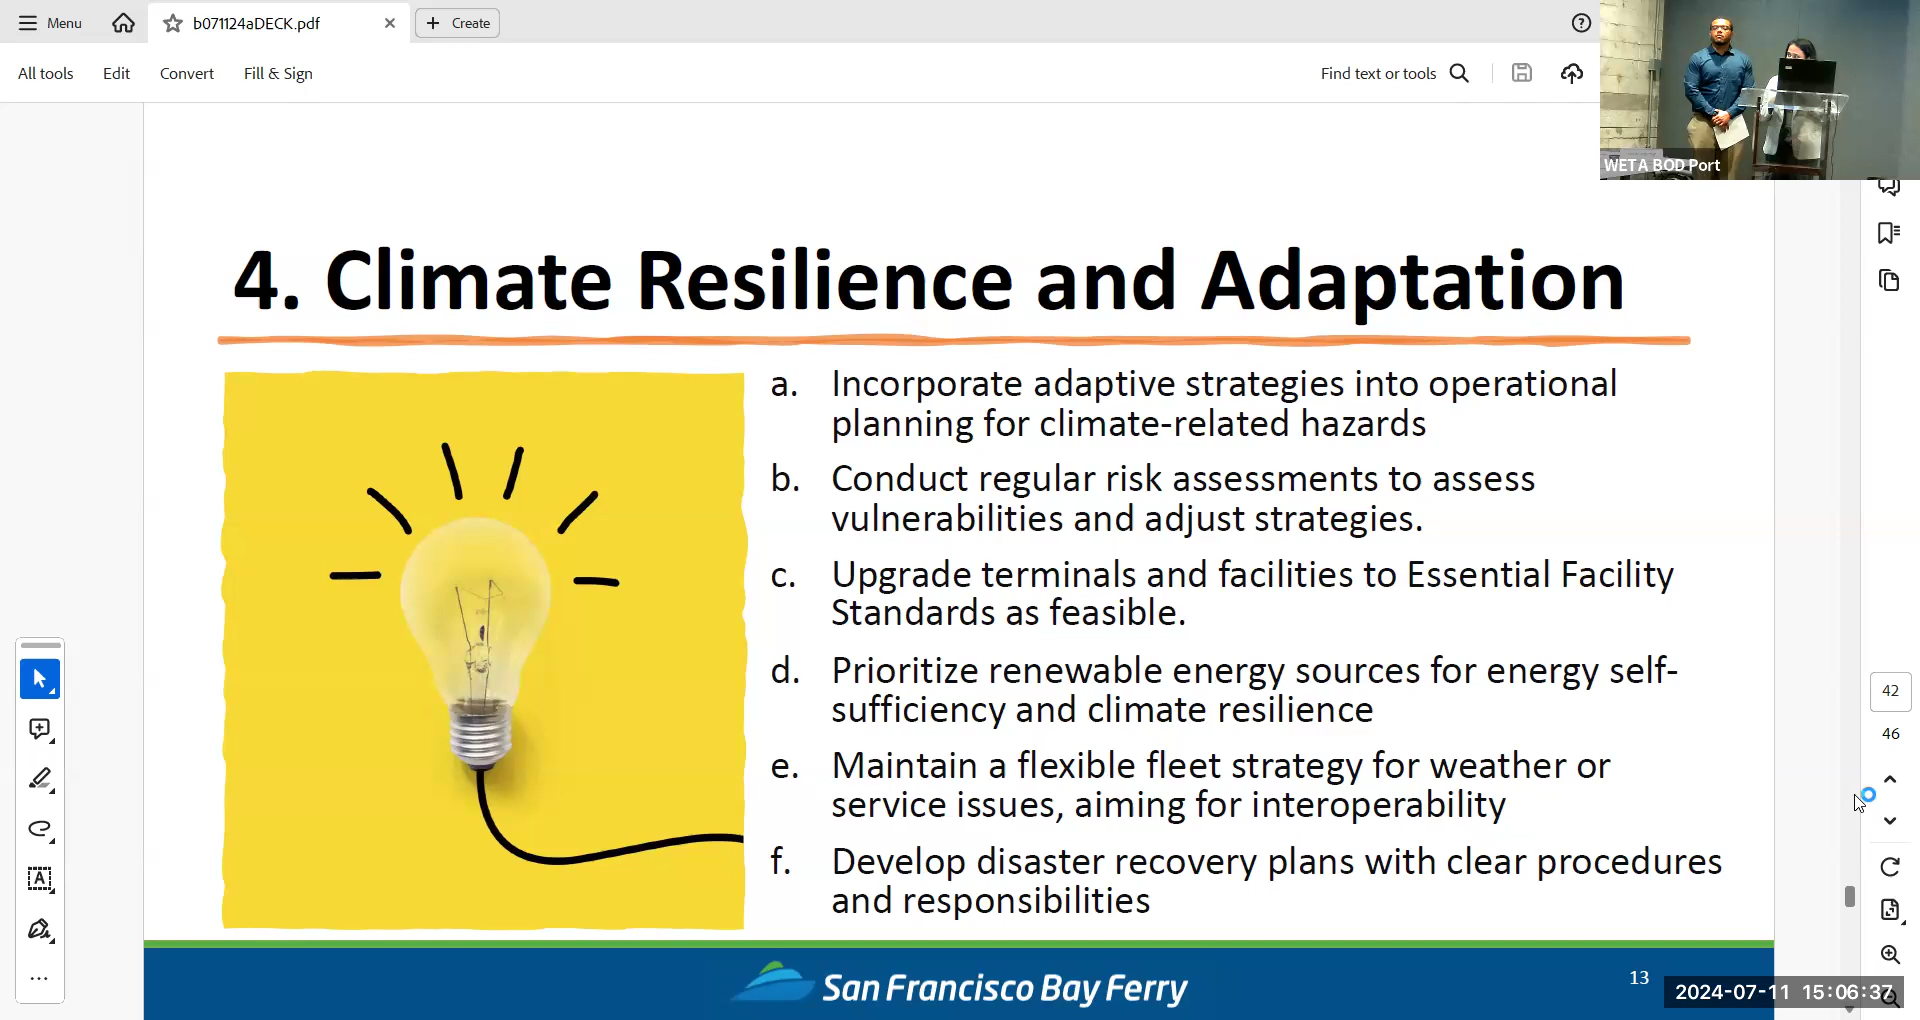 Menu
b071124aDECK.pdf
Create
All tools
Edit
Convert
Fill & Sign
Find text or tools
WETA BOD Port
4. Climate Resilience and Adaptation
a. Incorporate adaptive strategies into operational
planning for climate-related hazards
b. Conduct regular risk assessments to assess
vulnerabilities and adjust strategies.
c. Upgrade terminals and facilities to Essential Facility
Standards as feasible.
d. Prioritize renewable energy sources for energy self-
sufficiency and climate resilience
e. Maintain a flexible fleet strategy for weather or
service issues, aiming for interoperability
f. Develop disaster recovery plans with clear procedures
and responsibilities
42
46
San Francisco Bay Ferry
13
2024-07-11 15:06:37